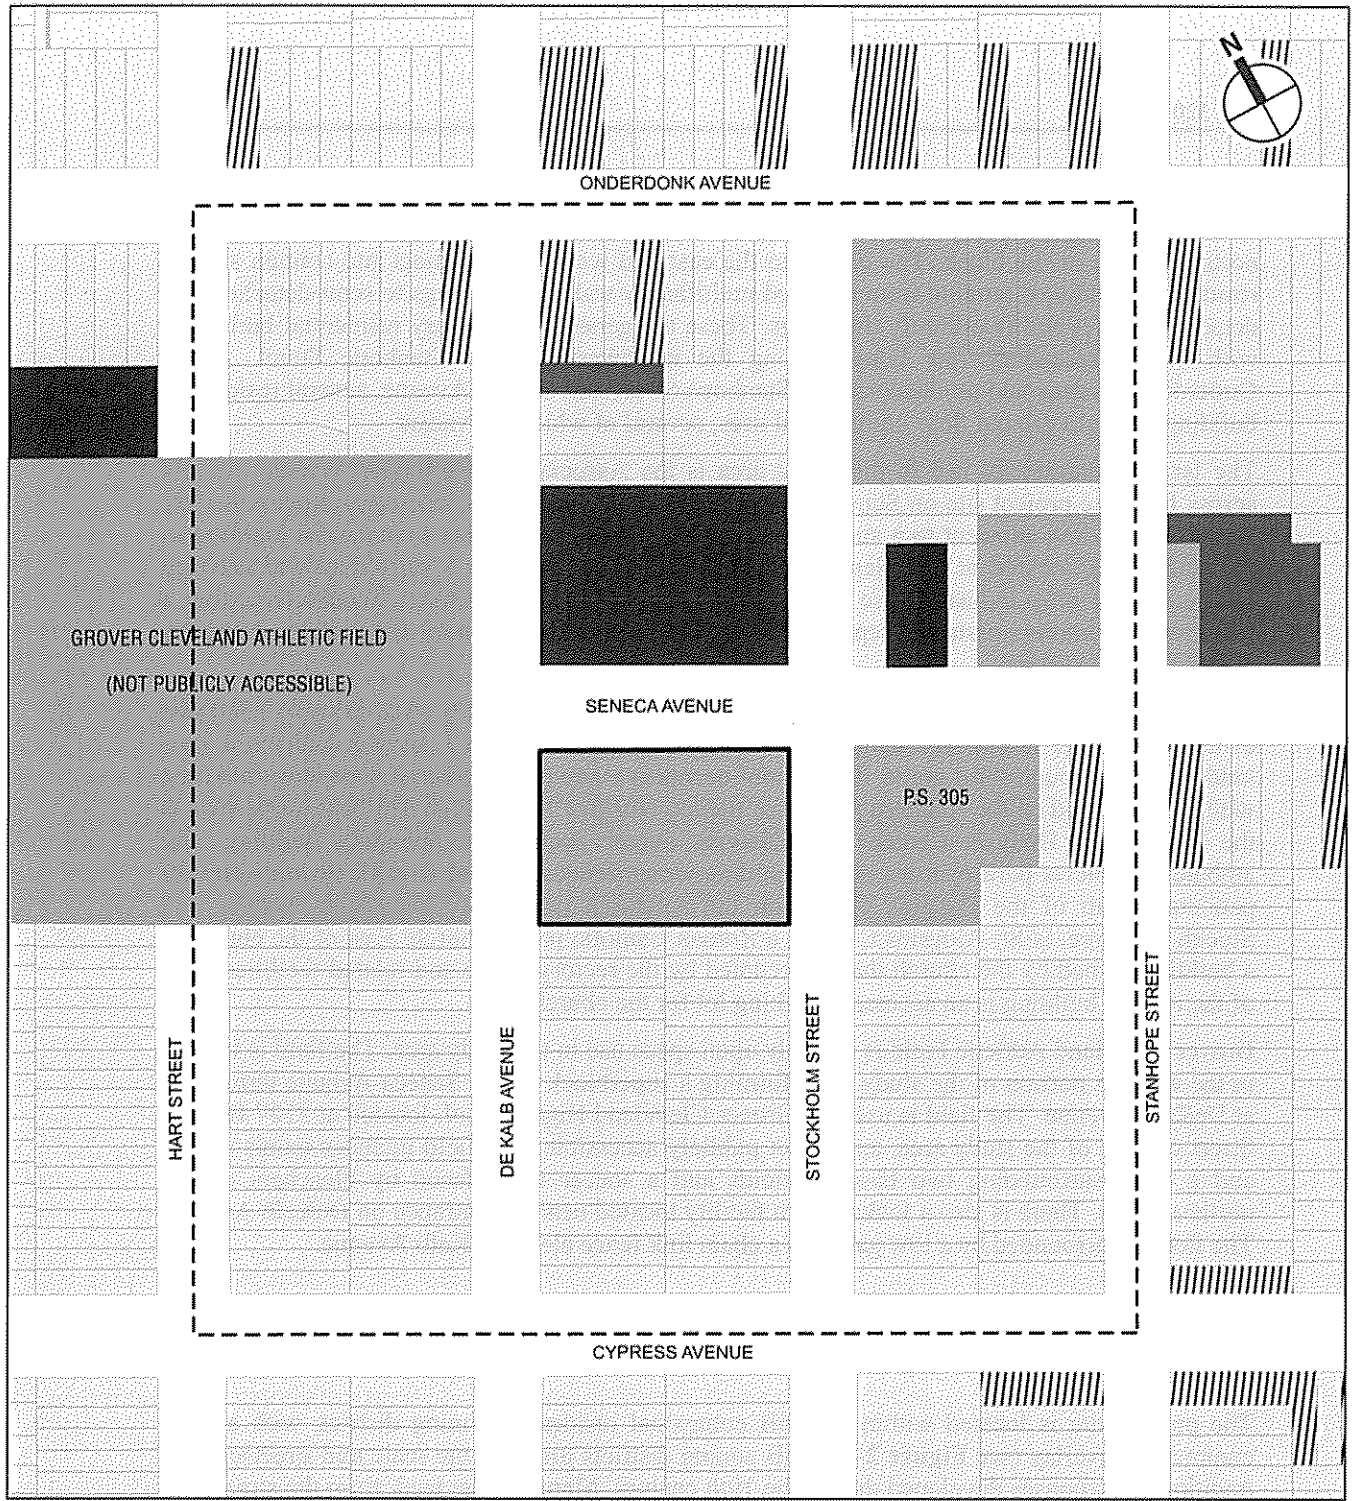 N
ONDERDONK AVENUE
GROVER CLEVELAND ATHLETIC FIELD
(NOT PUBLICLY ACCESSIBLE)
SENECA AVENUE
P.S. 305
HART STREET
DE KALB AVENUE
STOCKHOLM STREET
STANHOPE STREET
CYPRESS AVENUE